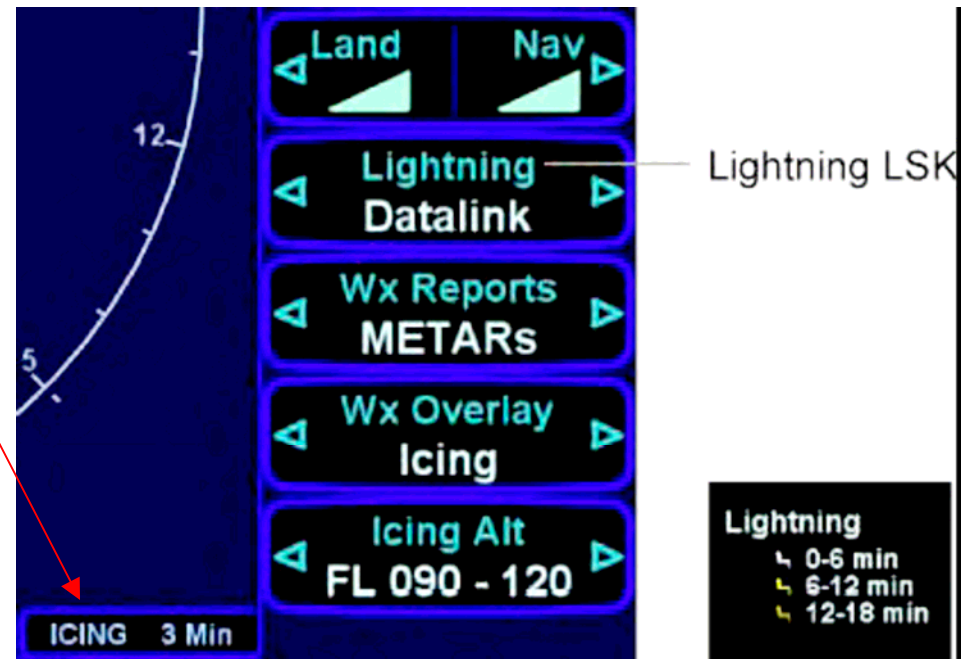 Land Nav
12
Lightning
Datalink
Lightning LSK
Wx Reports
METARs
5
Wx Overlay
Icing
Icing Alt
FL 090 - 120
ICING 3 Min
Lightning
0-6 min
6-12 min
12-18 min